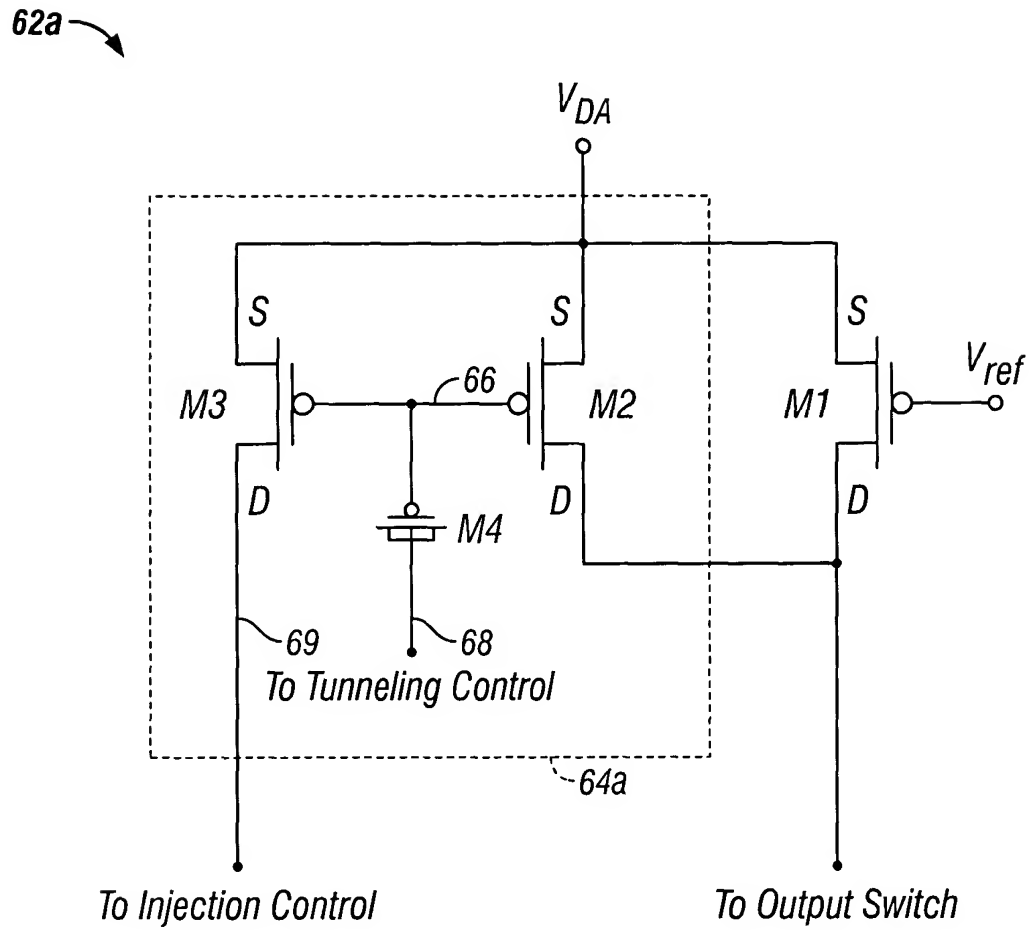 62a
V_DA
S
S
S
M3
66
M2
M1
V_ref
D
D
D
M4
69
68
To Tunneling Control
64a
To Injection Control
To Output Switch